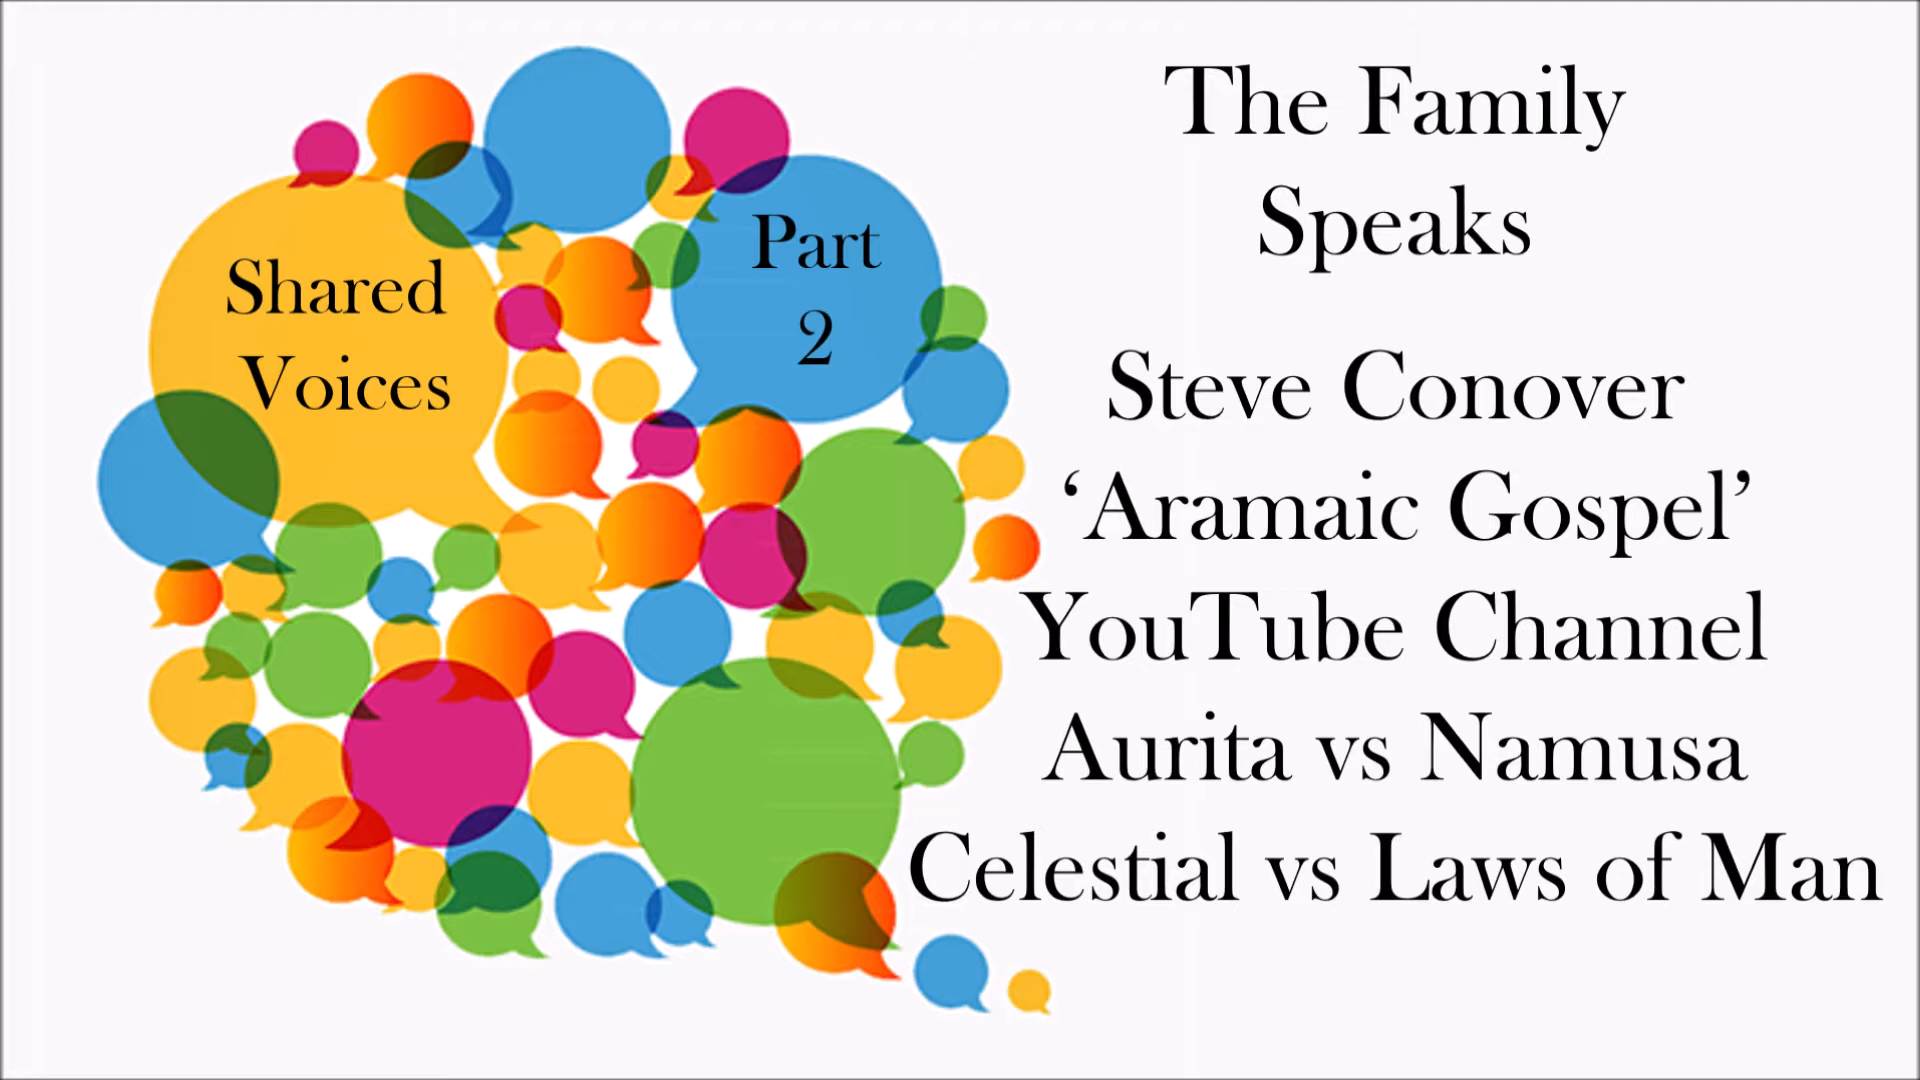 Shared
Voices
Part
2
The Family
Speaks
Steve Conover
‘Aramaic Gospel’
YouTube Channel
Aurita vs Namusa
Celestial vs Laws of Man